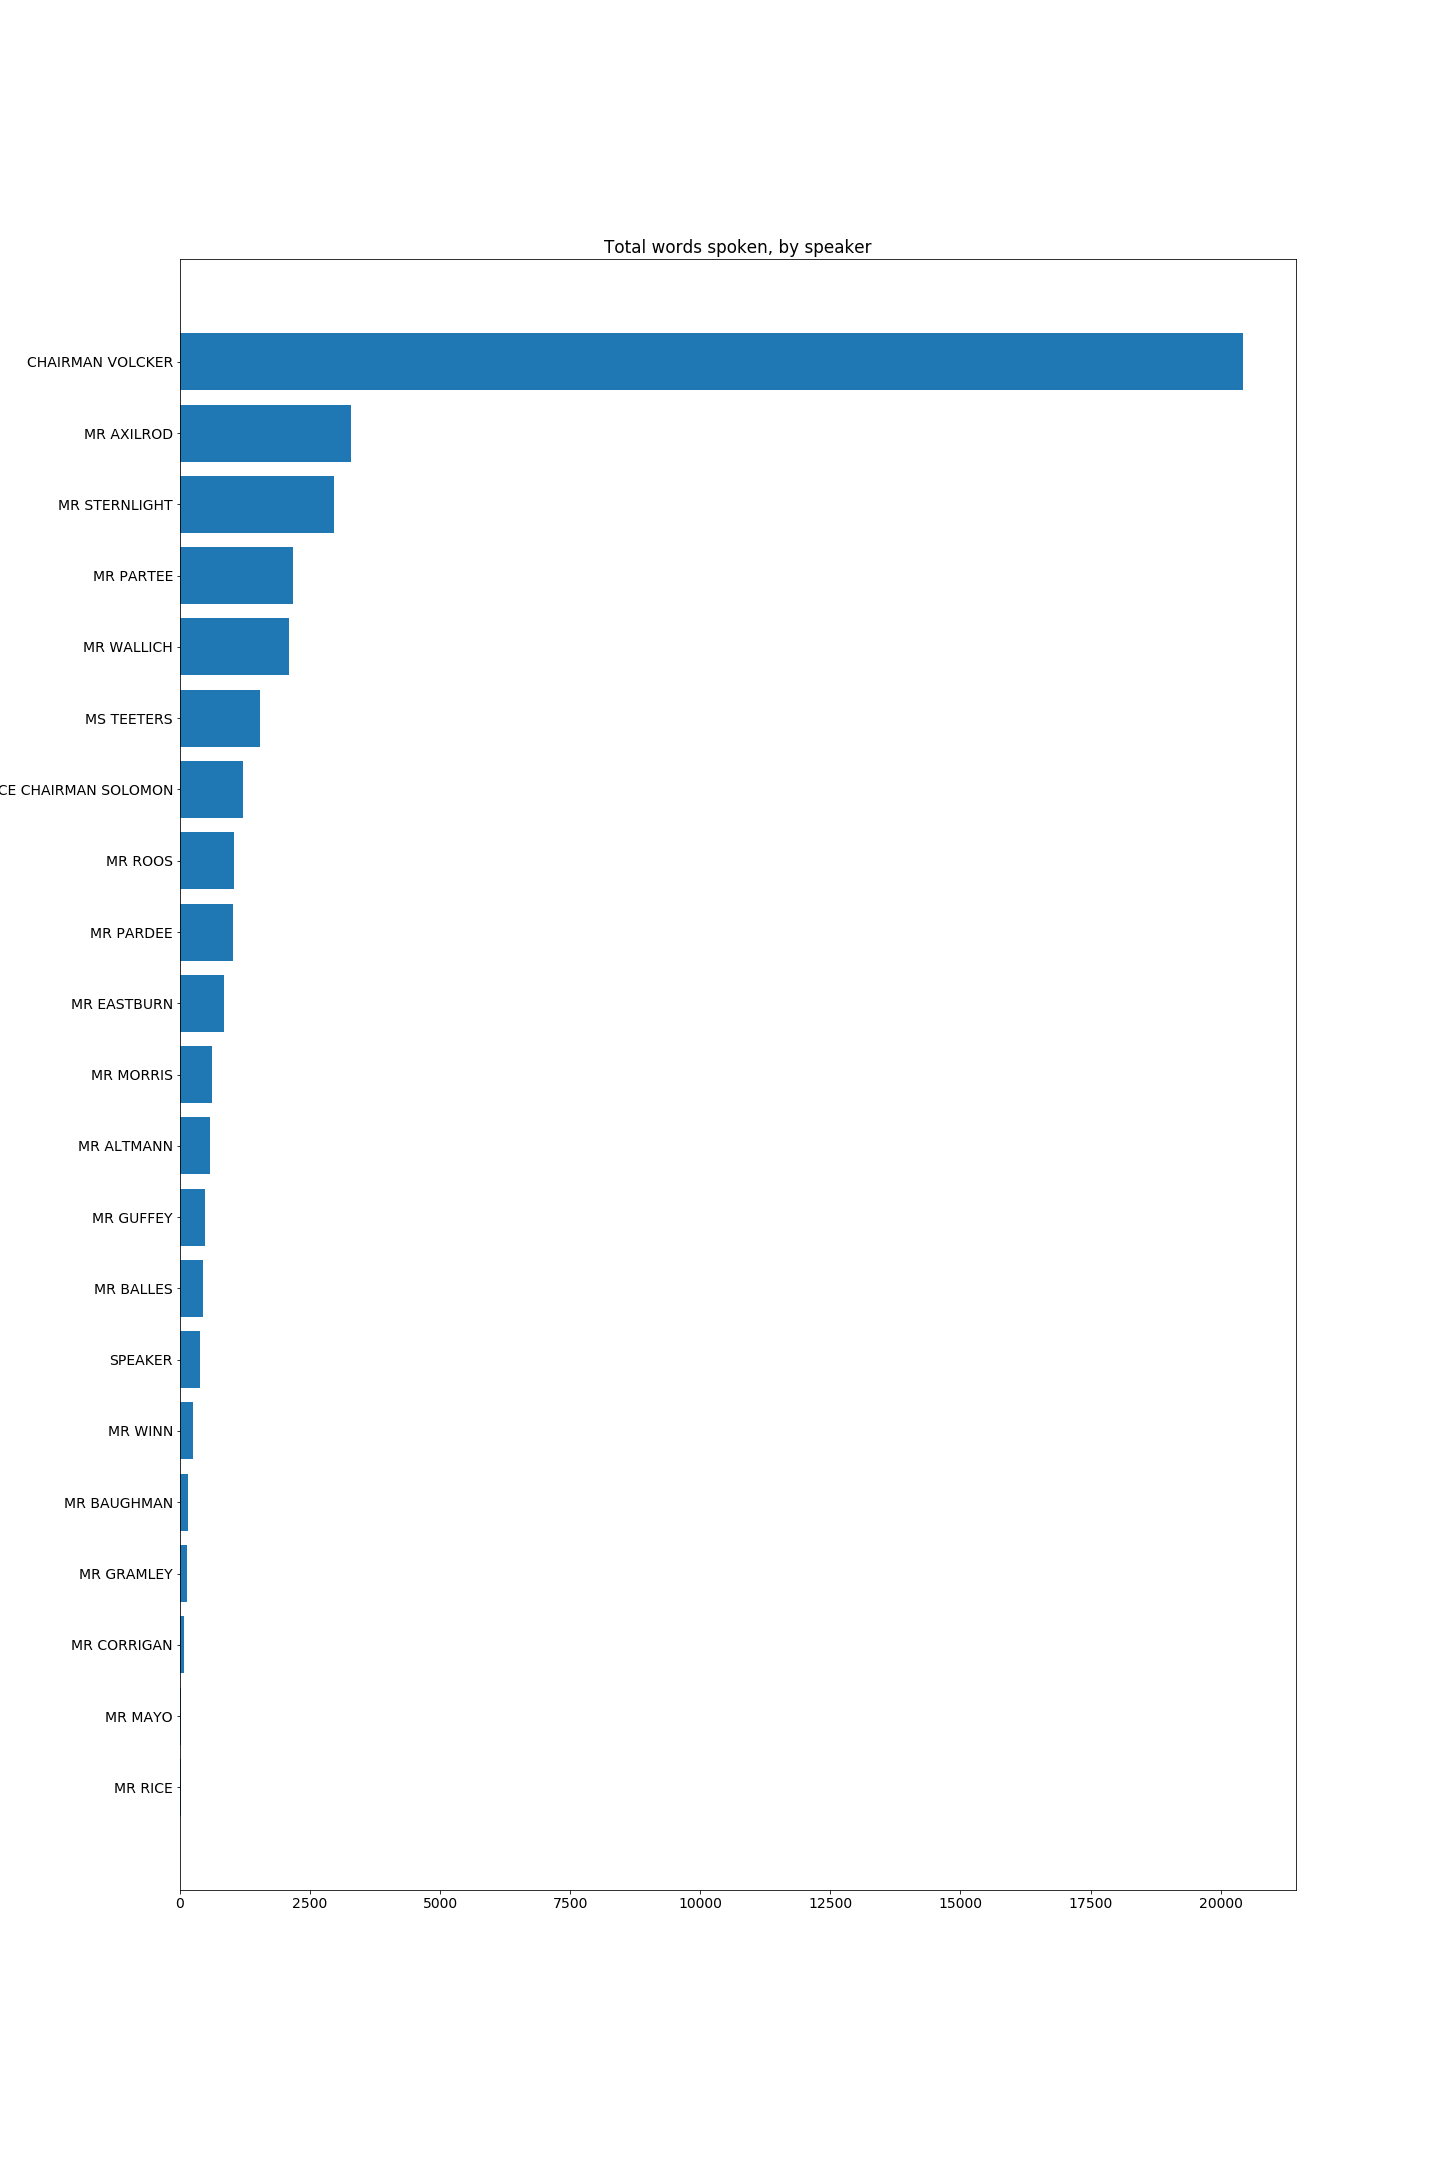 Total words spoken, by speaker
CHAIRMAN VOLCKER
MR AXILROD
MR STERNLIGHT
MR PARTEE
MR WALLICH
MS TEETERS
CE CHAIRMAN SOLOMON
MR ROOS
MR PARDEE
MR EASTBURN
MR MORRIS
MR ALTMANN
MR GUFFEY
MR BALLES
SPEAKER
MR WINN
MR BAUGHMAN
MR GRAMLEY
MR CORRIGAN
MR MAYO
MR RICE
0 2500 5000 7500 10000 12500 15000 17500 20000